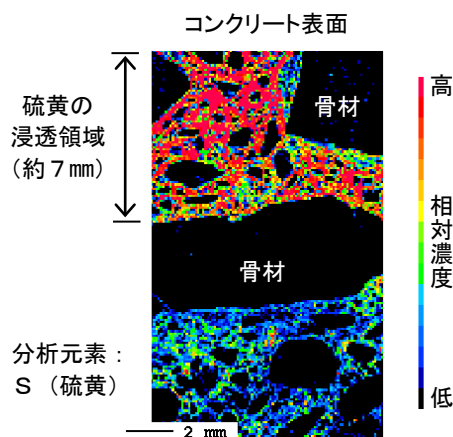 コンクリート表面
硫黄の
浸透領域
（約７㎜）
骨材
高
相対濃度
低
骨材
分析元素：
Ｓ（硫黄）
2 mm